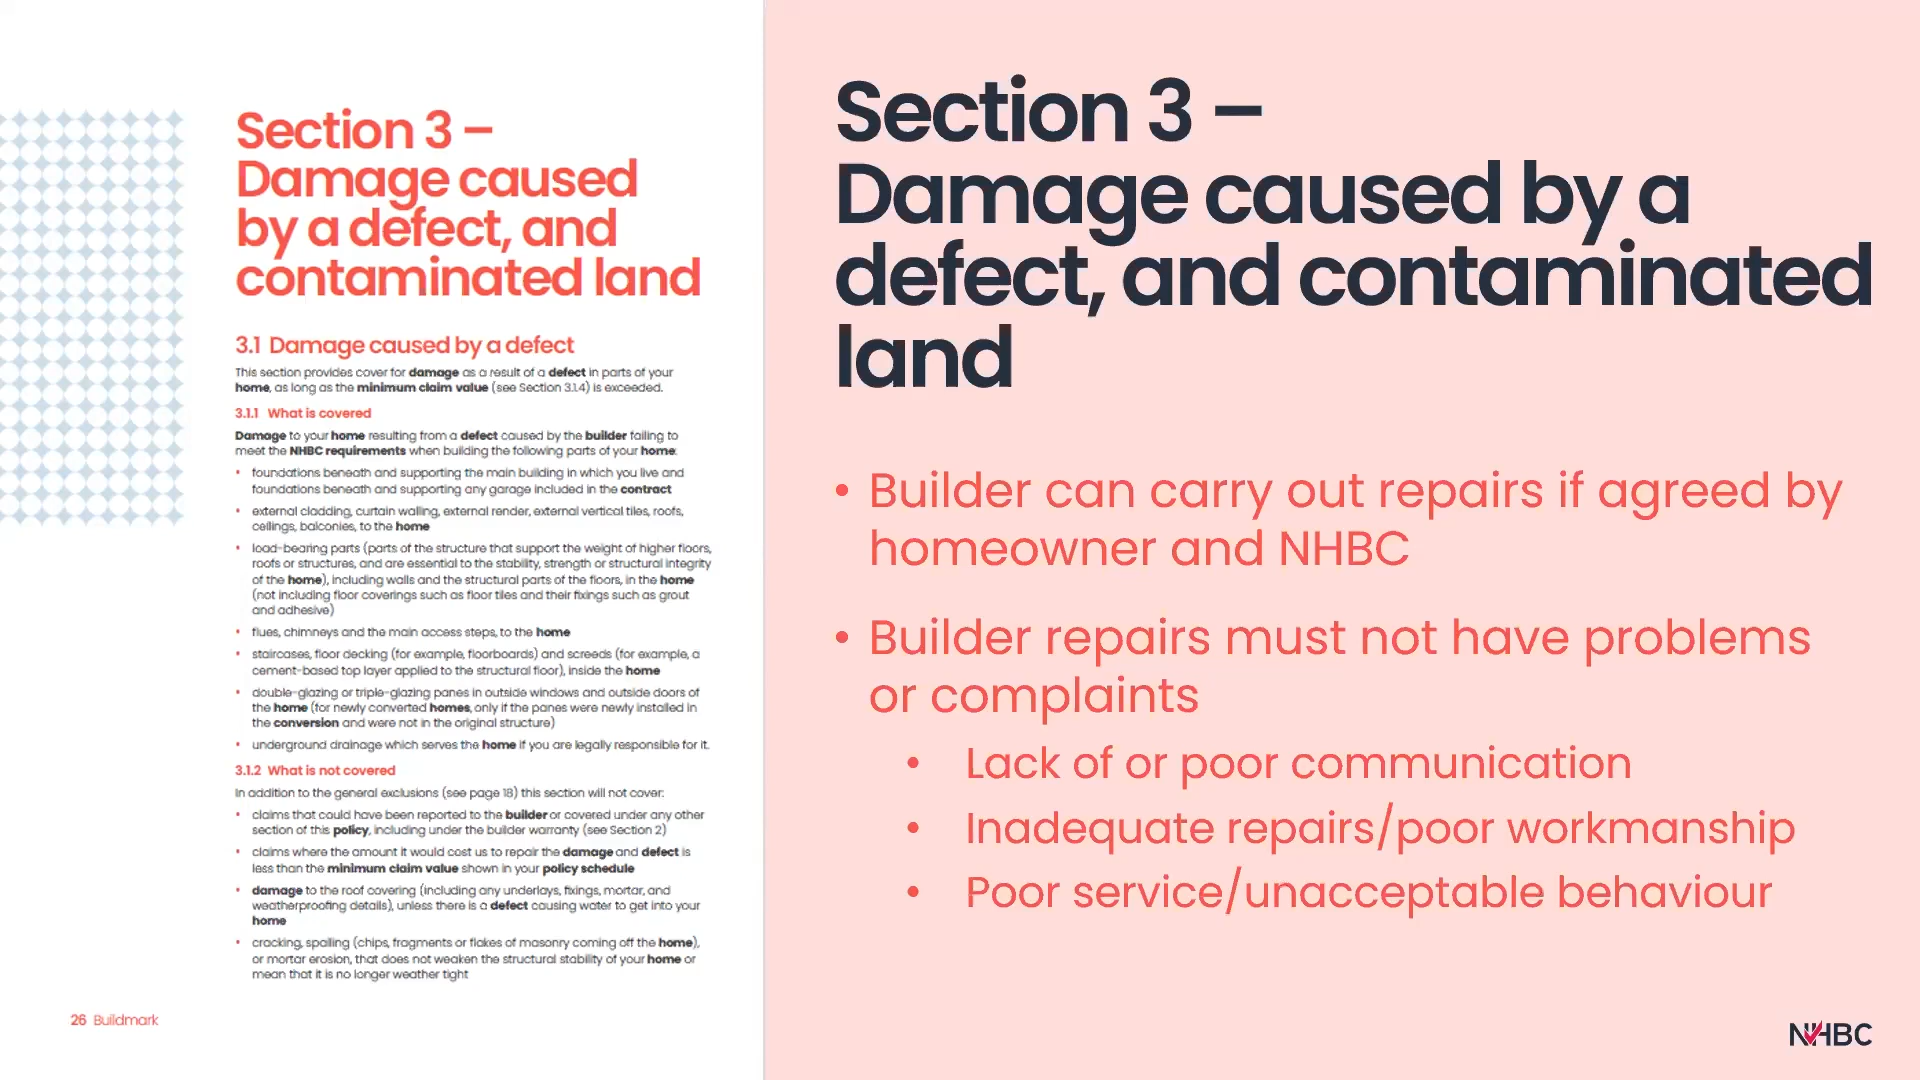 Section 3 –
Damage caused
by a defect, and
contaminated land
3.1 Damage caused by a defect
This section provides cover for damage as a result of a defect in parts of your
home, as long as the minimum claim value (see Section 3.1.4) is exceeded.
3.1.1 What is covered
Damage to your home resulting from a defect caused by the builder failing to
meet the NHBC requirements when building the following parts of your home:
• foundations beneath and supporting the main building in which you live and
foundations beneath and supporting any garage included in the contract
• external cladding, curtain walling, external render, external vertical tiles, roofs,
ceilings, balconies, to the home
• load-bearing parts (parts of the structure that support the weight of higher floors,
roofs or structures, and are essential to the stability, strength or structural integrity
of the home), including walls and the structural parts of the floors, in the home
(not including floor coverings such as floor tiles and their fixings such as grout
and adhesive)
• flues, chimneys and the main access steps, to the home
• staircases, floor decking (for example, floorboards) and screeds (for example, a
cement-based top layer applied to the structural floor), inside the home
• double-glazing or triple-glazing panes in outside windows and outside doors of
the home (for newly converted homes, only if the panes were newly installed in
the conversion and were not in the original structure)
• underground drainage which serves the home if you are legally responsible for it.
3.1.2 What is not covered
In addition to the general exclusions (see page 18) this section will not cover:
• claims that could have been reported to the builder or covered under any other
section of this policy, including under the builder warranty (see Section 2)
• claims where the amount it would cost us to repair the damage and defect is
less than the minimum claim value shown in your policy schedule
• damage to the roof covering (including any underlays, fixings, mortar, and
weatherproofing details), unless there is a defect causing water to get into your
home
• cracking, spalling (chips, fragments or flakes of masonry coming off the home),
or mortar erosion, that does not weaken the structural stability of your home or
mean that it is no longer weather tight
26 Buildmark
Section 3 –
Damage caused by a
defect, and contaminated
land
• Builder can carry out repairs if agreed by
homeowner and NHBC
• Builder repairs must not have problems
or complaints
• Lack of or poor communication
• Inadequate repairs/poor workmanship
• Poor service/unacceptable behaviour
NHBC